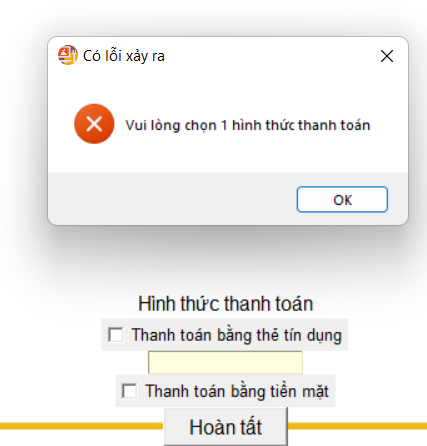 Có lỗi xảy ra
Vui lòng chọn 1 hình thức thanh toán
OK
Hình thức thanh toán
Thanh toán bằng thẻ tín dụng
Thanh toán bằng tiền mặt
Hoàn tất